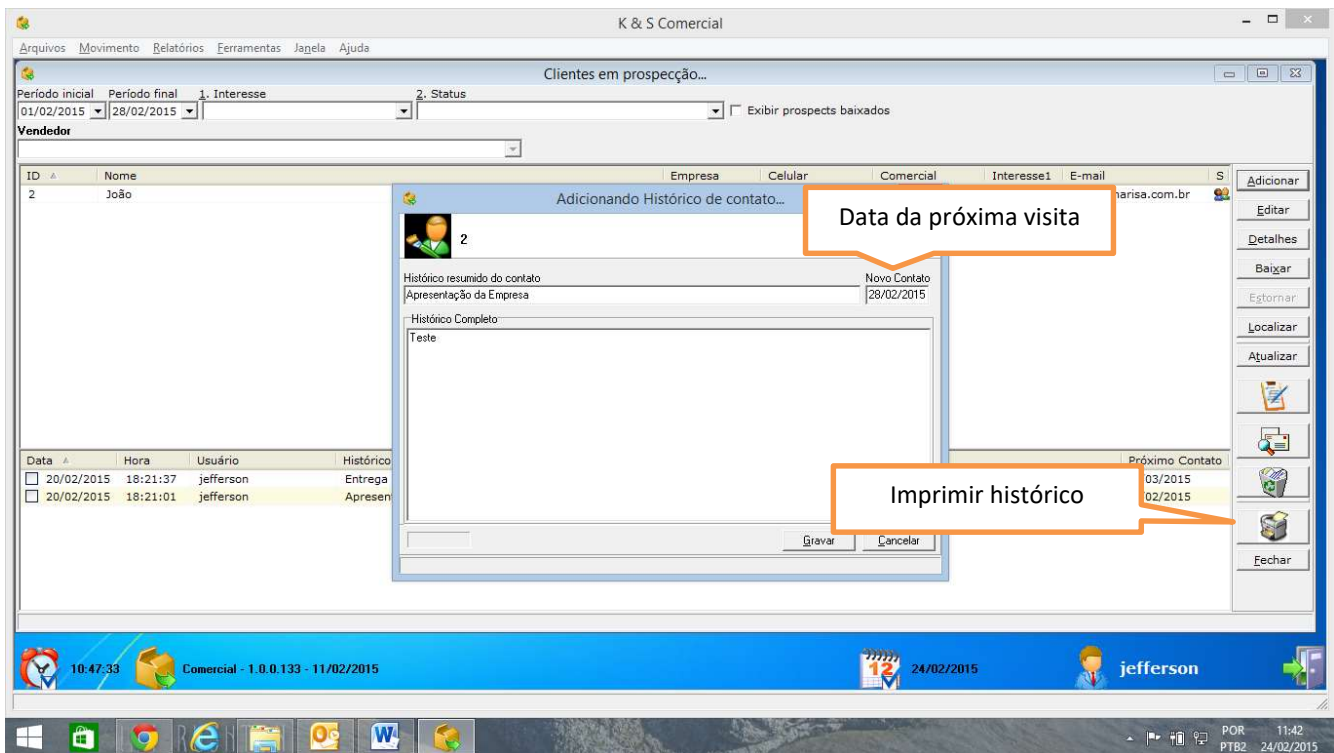 K & S Comercial
Arquivos Movimento Relatórios Ferramentas Janela Ajuda
Clientes em prospecção...
Período inicial Período final 1. Interesse 2. Status
01/02/2015 28/02/2015 Exibir prospects baixados
Vendedor
ID Nome Empresa Celular Comercial Interesse1 E-mail S
2 João narisa.com.br
Adicionar
Editar
Detalhes
Baixar
Estornar
Localizar
Atualizar
Fechar
Adicionando Histórico de contato...
Data da próxima visita
2
Histórico resumido do contato Novo Contato
Apresentação da Empresa 28/02/2015
Histórico Completo
Teste
Gravar Cancelar
Imprimir histórico
Data Hora Usuário Histórico Próximo Contato
20/02/2015 18:21:37 jefferson Entrega 03/2015
20/02/2015 18:21:01 jefferson Apresen 02/2015
10:47:33 Comercial - 1.0.0.133 - 11/02/2015 12 24/02/2015 jefferson
POR 11:42
PTB2 24/02/2015